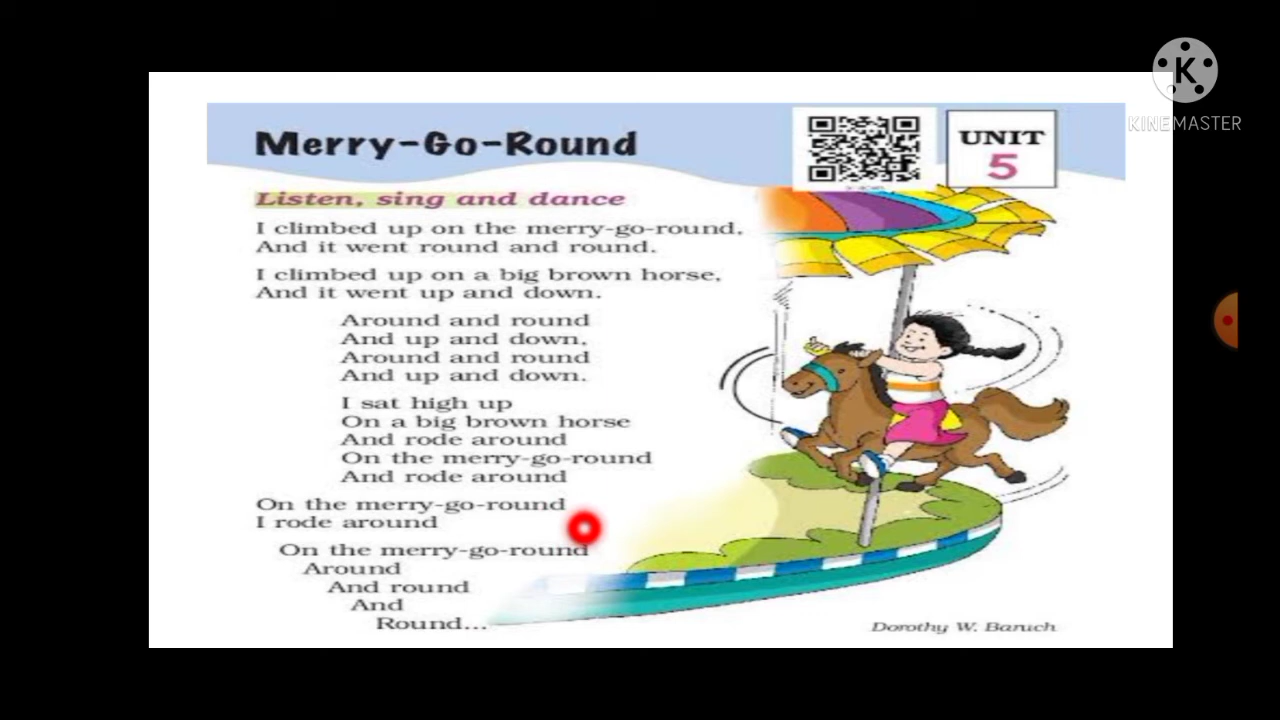 Merry-Go-Round
UNIT
5
K
KINEMASTER
Listen, sing and dance
I climbed up on the merry-go-round,
And it went round and round.
I climbed up on a big brown horse,
And it went up and down.
Around and round
And up and down,
Around and round
And up and down.
I sat high up
On a big brown horse
And rode around
On the merry-go-round
And rode around
On the merry-go-round
I rode around
On the merry-go-round
Around
And round
And
Round...
Dorothy W. Baruch